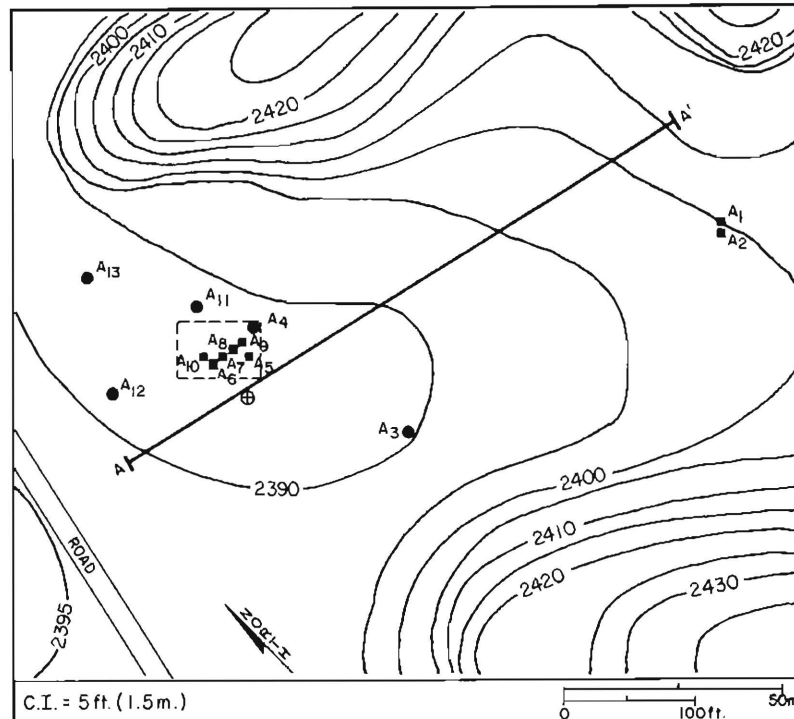 2400
2410
2420
2420
A'
A1
A2
A13
A11
A4
A8
A9
A10
A7
A5
A6
A12
A3
A
2390
2400
2410
2420
2430
ROAD
2395
NORTH
C.I. = 5 ft. (1.5 m.)
0
100 ft.
50m